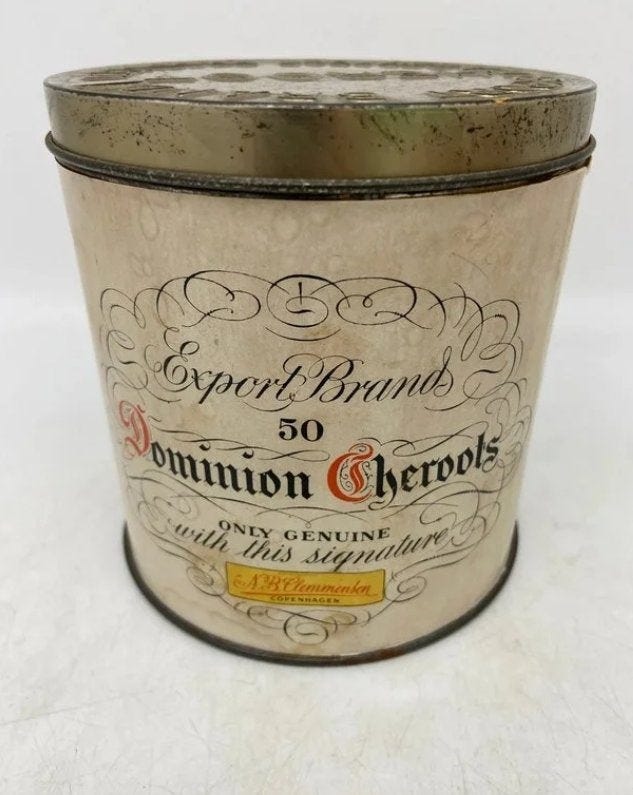 Export Brand
50
Dominion Cheroots
ONLY GENUINE
with this signature
N.B. Clemmensen
COPENHAGEN